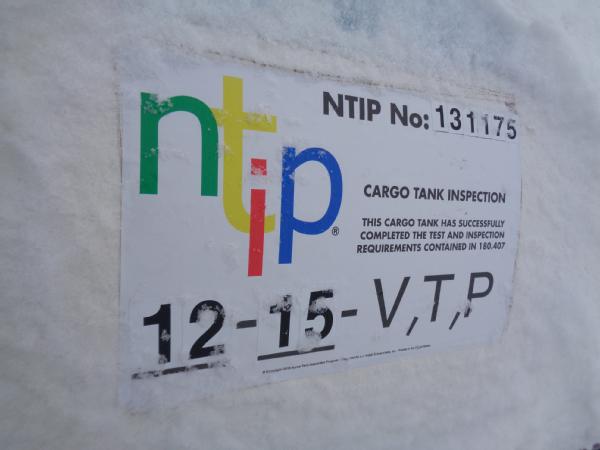 ntip®
NTIP No: 131175
CARGO TANK INSPECTION
THIS CARGO TANK HAS SUCCESSFULLY
COMPLETED THE TEST AND INSPECTION
REQUIREMENTS CONTAINED IN 180.407
12-15-V,T,P